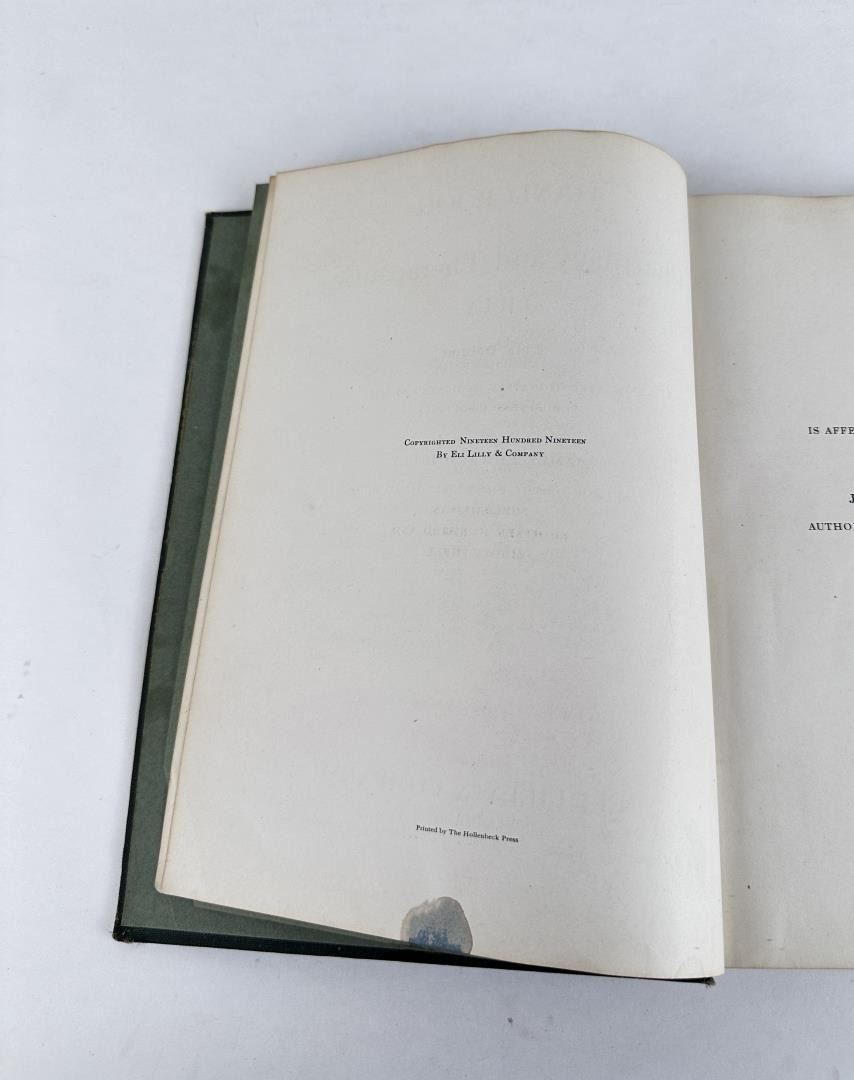 Copyrighted Nineteen Hundred Nineteen
By Eli Lilly & Company
Printed by The Hollenbeck Press
IS AFFE
J
AUTHO